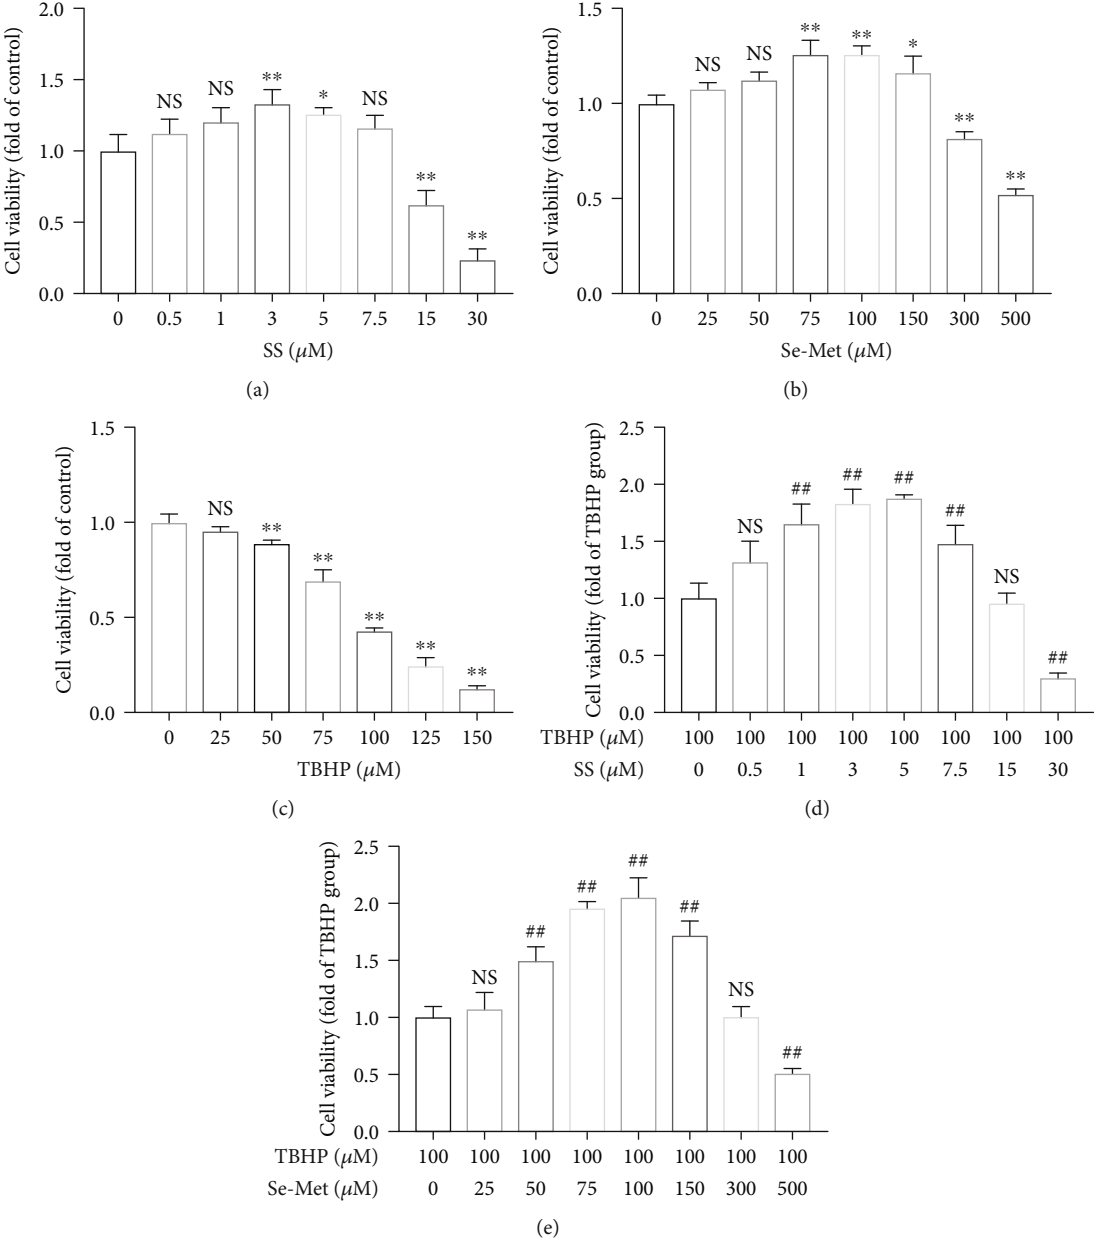 Cell viability (fold of control)
2.0
1.5
1.0
0.5
0.0
NS
NS
**
*
NS
**
**
0 0.5 1 3 5 7.5 15 30
SS (μM)
(a)
Cell viability (fold of control)
1.5
1.0
0.5
0.0
NS
NS
**
**
*
**
**
0 25 50 75 100 150 300 500
Se-Met (μM)
(b)
Cell viability (fold of control)
1.5
1.0
0.5
0.0
NS
**
**
**
**
**
0 25 50 75 100 125 150
TBHP (μM)
(c)
Cell viability (fold of TBHP group)
2.5
2.0
1.5
1.0
0.5
0.0
NS
##
##
##
##
NS
##
TBHP (μM) 100 100 100 100 100 100 100 100
SS (μM) 0 0.5 1 3 5 7.5 15 30
(d)
Cell viability (fold of TBHP group)
2.5
2.0
1.5
1.0
0.5
0.0
NS
##
##
##
##
NS
##
TBHP (μM) 100 100 100 100 100 100 100 100
Se-Met (μM) 0 25 50 75 100 150 300 500
(e)